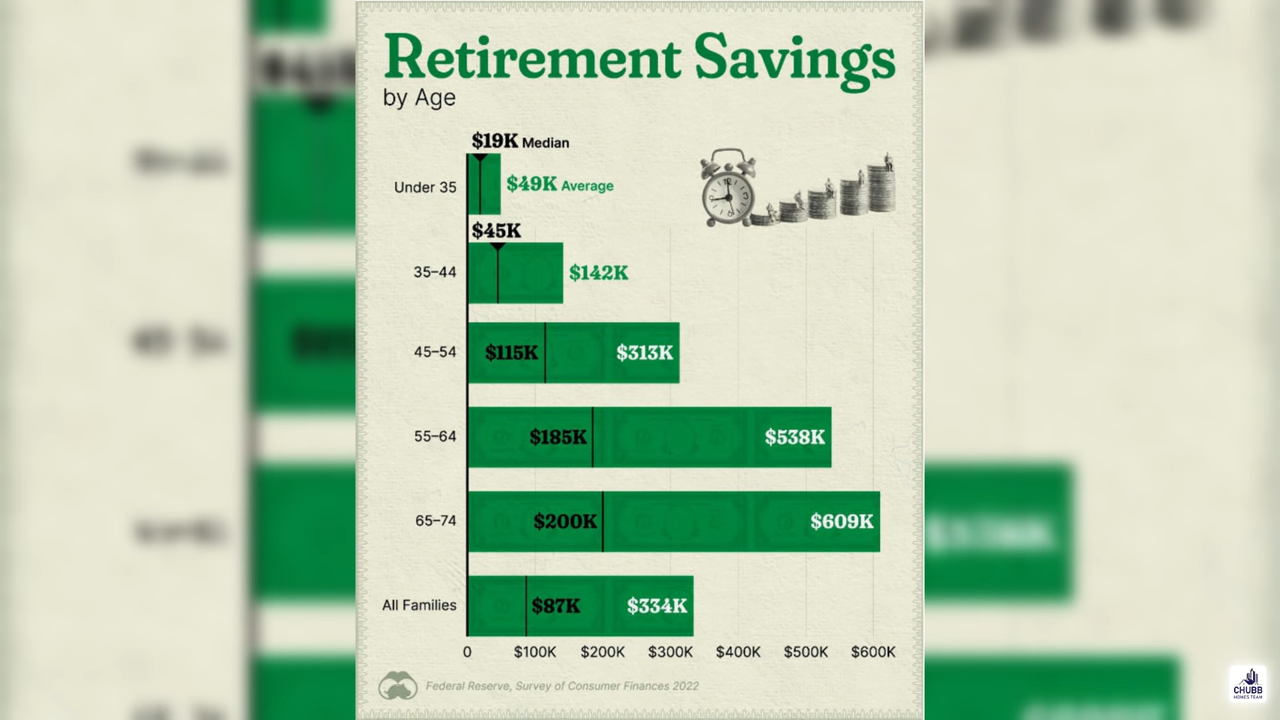 Retirement Savings
by Age
$19K Median
Under 35
$49K Average
$45K
35–44
$142K
45–54
$115K
$313K
55–64
$185K
$538K
65–74
$200K
$609K
All Families
$87K
$334K
0 $100K $200K $300K $400K $500K $600K
Federal Reserve, Survey of Consumer Finances 2022
CHUBB
HOMES TEAM